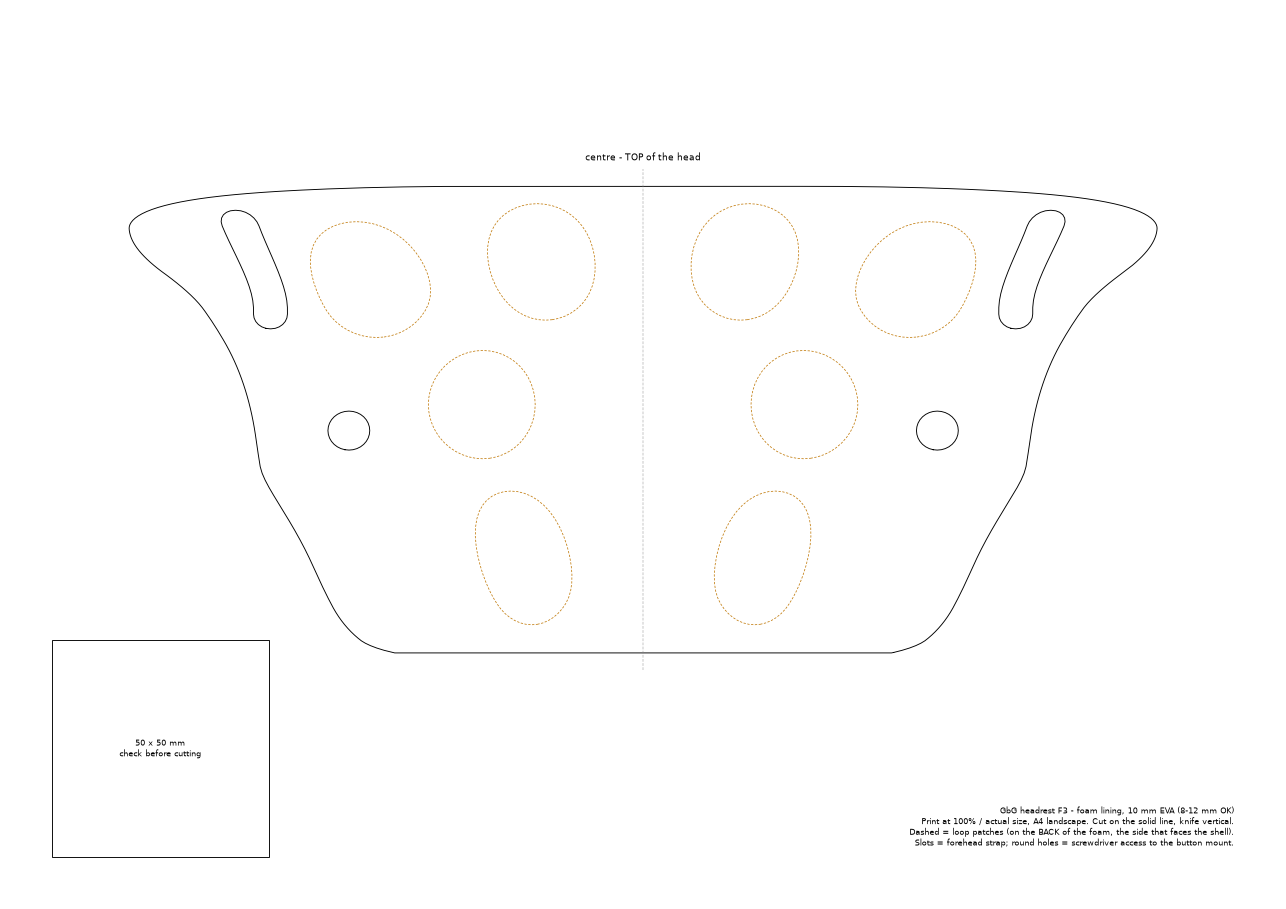 centre - TOP of the head
50 x 50 mm
check before cutting
GbG headrest F3 - foam lining, 10 mm EVA (8-12 mm OK)
Print at 100% / actual size, A4 landscape. Cut on the solid line, knife vertical.
Dashed = loop patches (on the BACK of the foam, the side that faces the shell).
Slots = forehead strap; round holes = screwdriver access to the button mount.